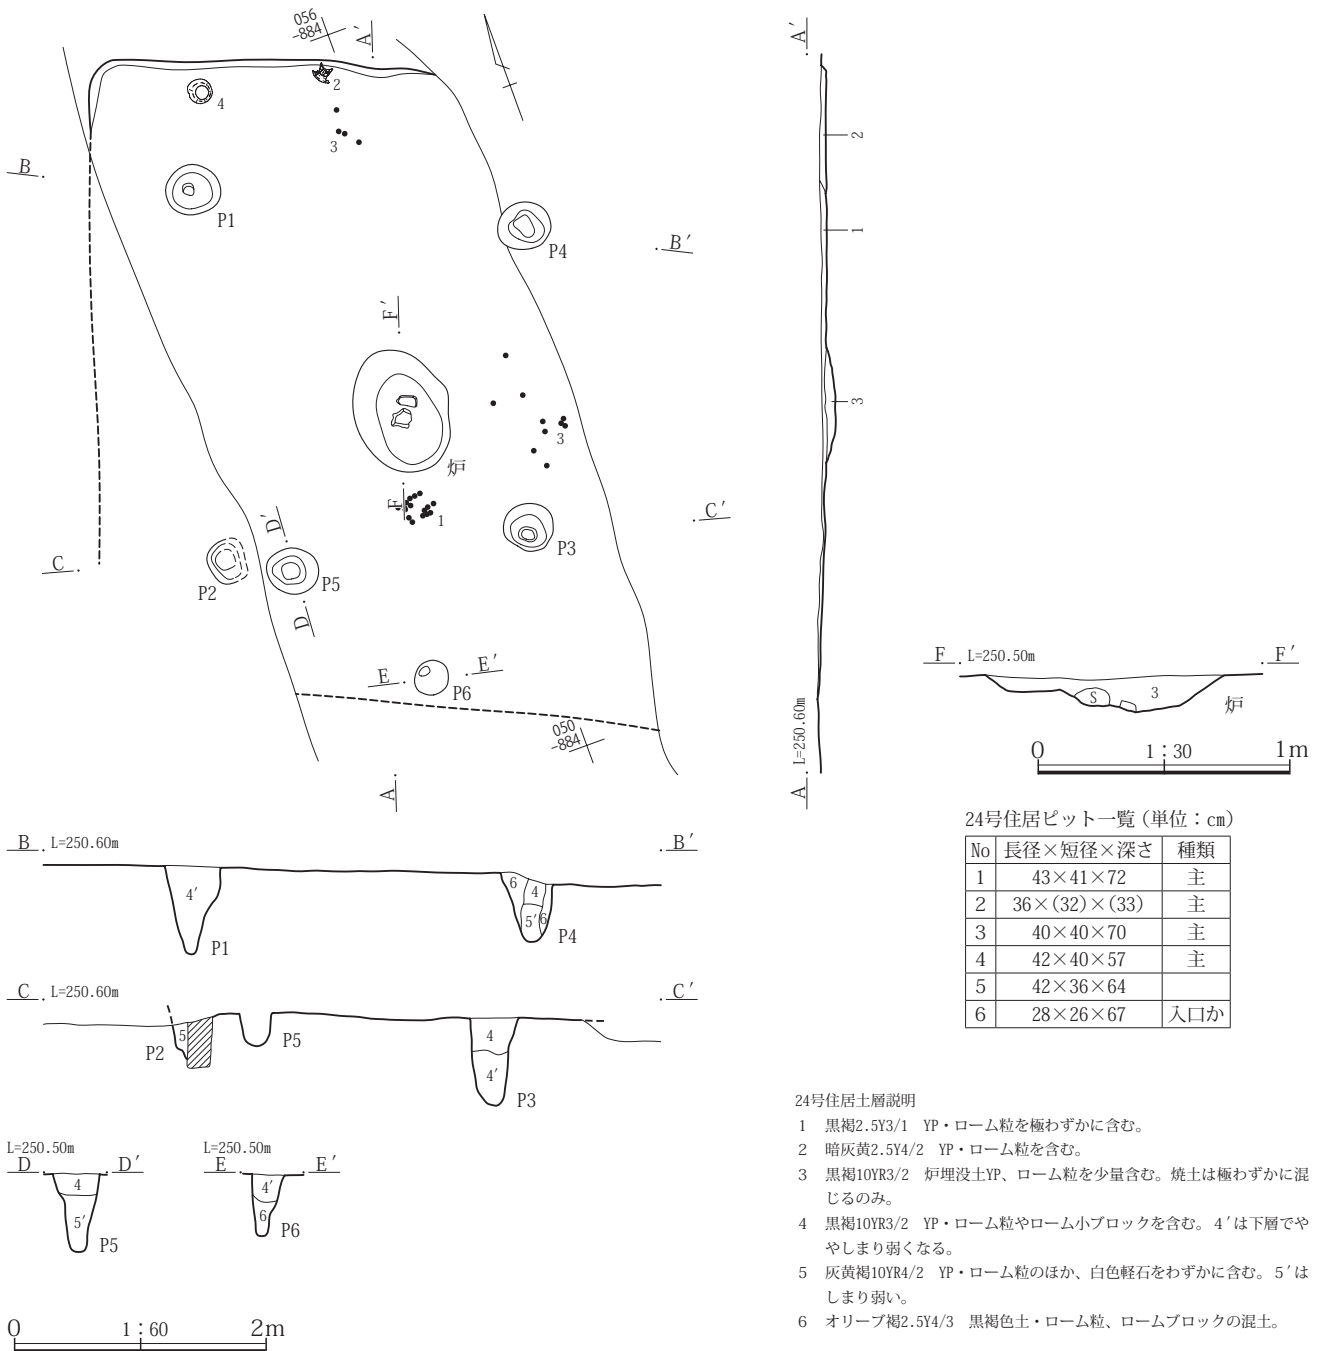 056
-884
A′
2
4
3
B
P1
P4
B′
F′
3
炉
F
1
C′
D′
C
P3
P2
P5
D
E
E′
P6
050
-884
A
A′
2
1
3
A L=250.60m
F L=250.50m F′
S 3
炉
0 1:30 1m
B L=250.60m B′
4′
6 4
5′ 6
P1
P4
C L=250.60m C′
5
P2
P5
4
4′
P3
L=250.50m
D D′
4
5′
P5
L=250.50m
E E′
4′
6
P6
0 1:60 2m
24号住居ピット一覧（単位：cm）
No 長径×短径×深さ 種類
1 43×41×72 主
2 36×(32)×(33) 主
3 40×40×70 主
4 42×40×57 主
5 42×36×64
6 28×26×67 入口か
24号住居土層説明
1 黒褐2.5Y3/1 YP・ローム粒を極わずかに含む。
2 暗灰黄2.5Y4/2 YP・ローム粒を含む。
3 黒褐10YR3/2 炉埋没土YP、ローム粒を少量含む。焼土は極わずかに混
じるのみ。
4 黒褐10YR3/2 YP・ローム粒やローム小ブロックを含む。４′は下層でや
やしまり弱くなる。
5 灰黄褐10YR4/2 YP・ローム粒のほか、白色軽石をわずかに含む。５′は
しまり弱い。
6 オリーブ褐2.5Y4/3 黒褐色土・ローム粒、ロームブロックの混土。